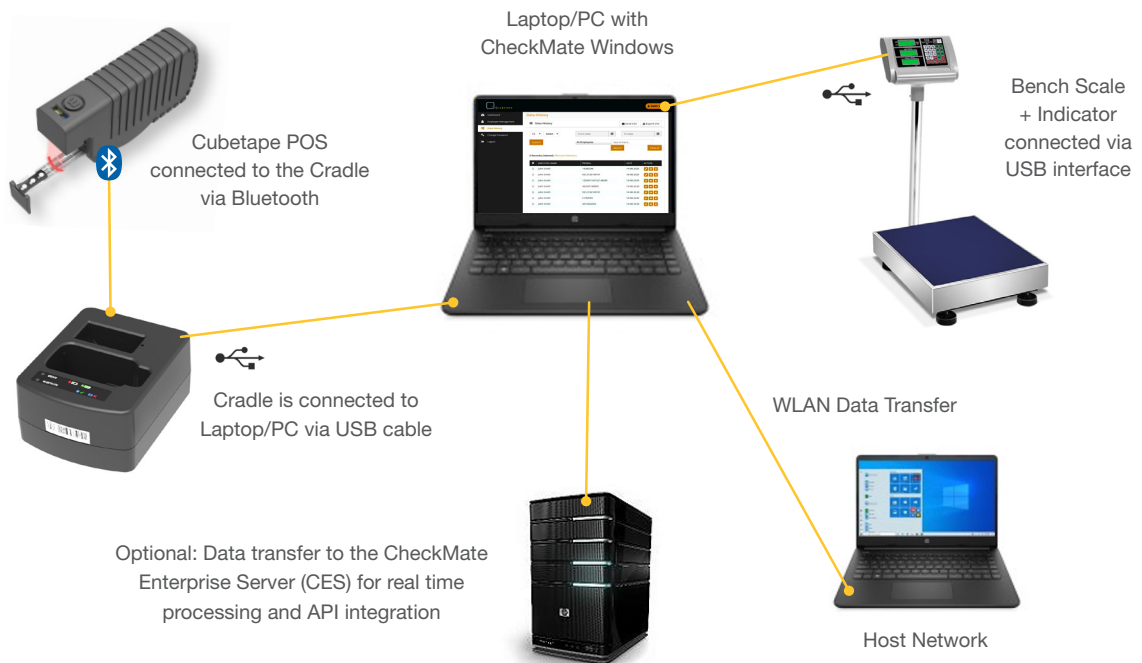 Laptop/PC with
CheckMate Windows
Cubetape POS
connected to the Cradle
via Bluetooth
Bench Scale
+ Indicator
connected via
USB interface
Data History
Cradle is connected to
Laptop/PC via USB cable
WLAN Data Transfer
Optional: Data transfer to the CheckMate
Enterprise Server (CES) for real time
processing and API integration
Host Network